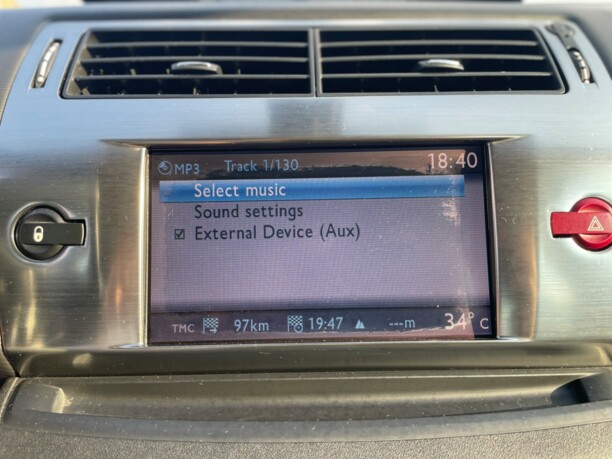 MP3 Track 1/130 18:40
Select music
Sound settings
External Device (Aux)
TMC 97km 19:47 ---m 34° C